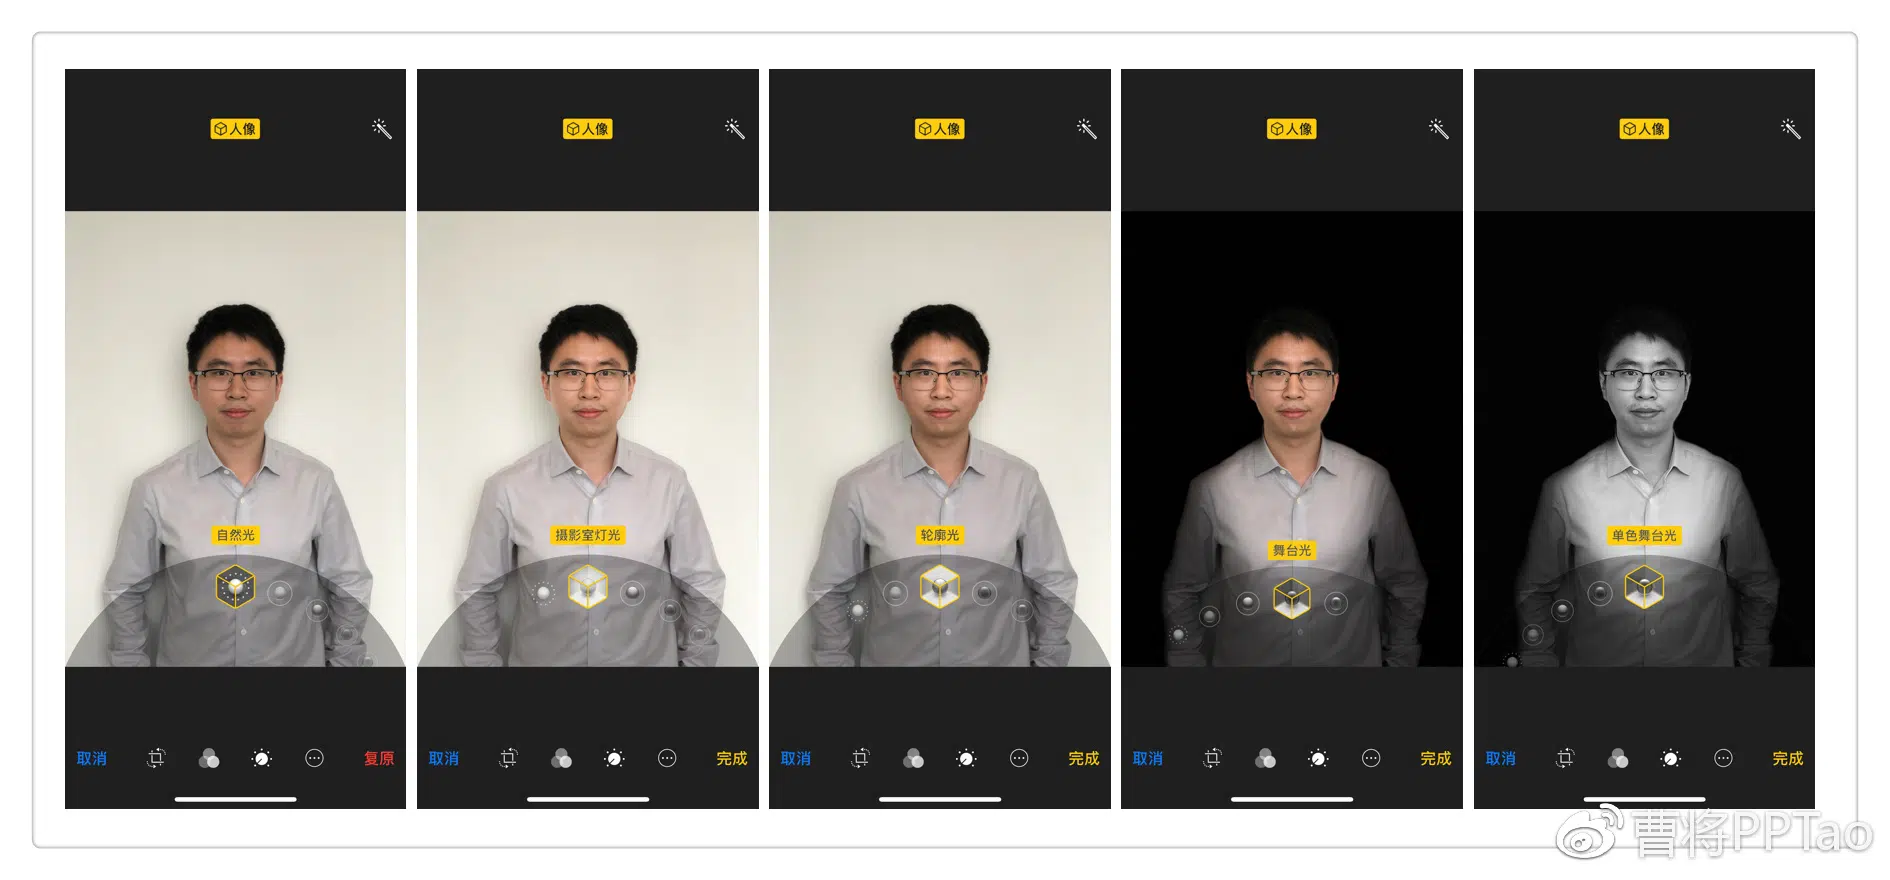 人像
人像
人像
人像
人像
自然光
摄影室灯光
轮廓光
舞台光
单色舞台光
取消 复原
取消 完成
取消 完成
取消 完成
取消 完成
曹将PPTao